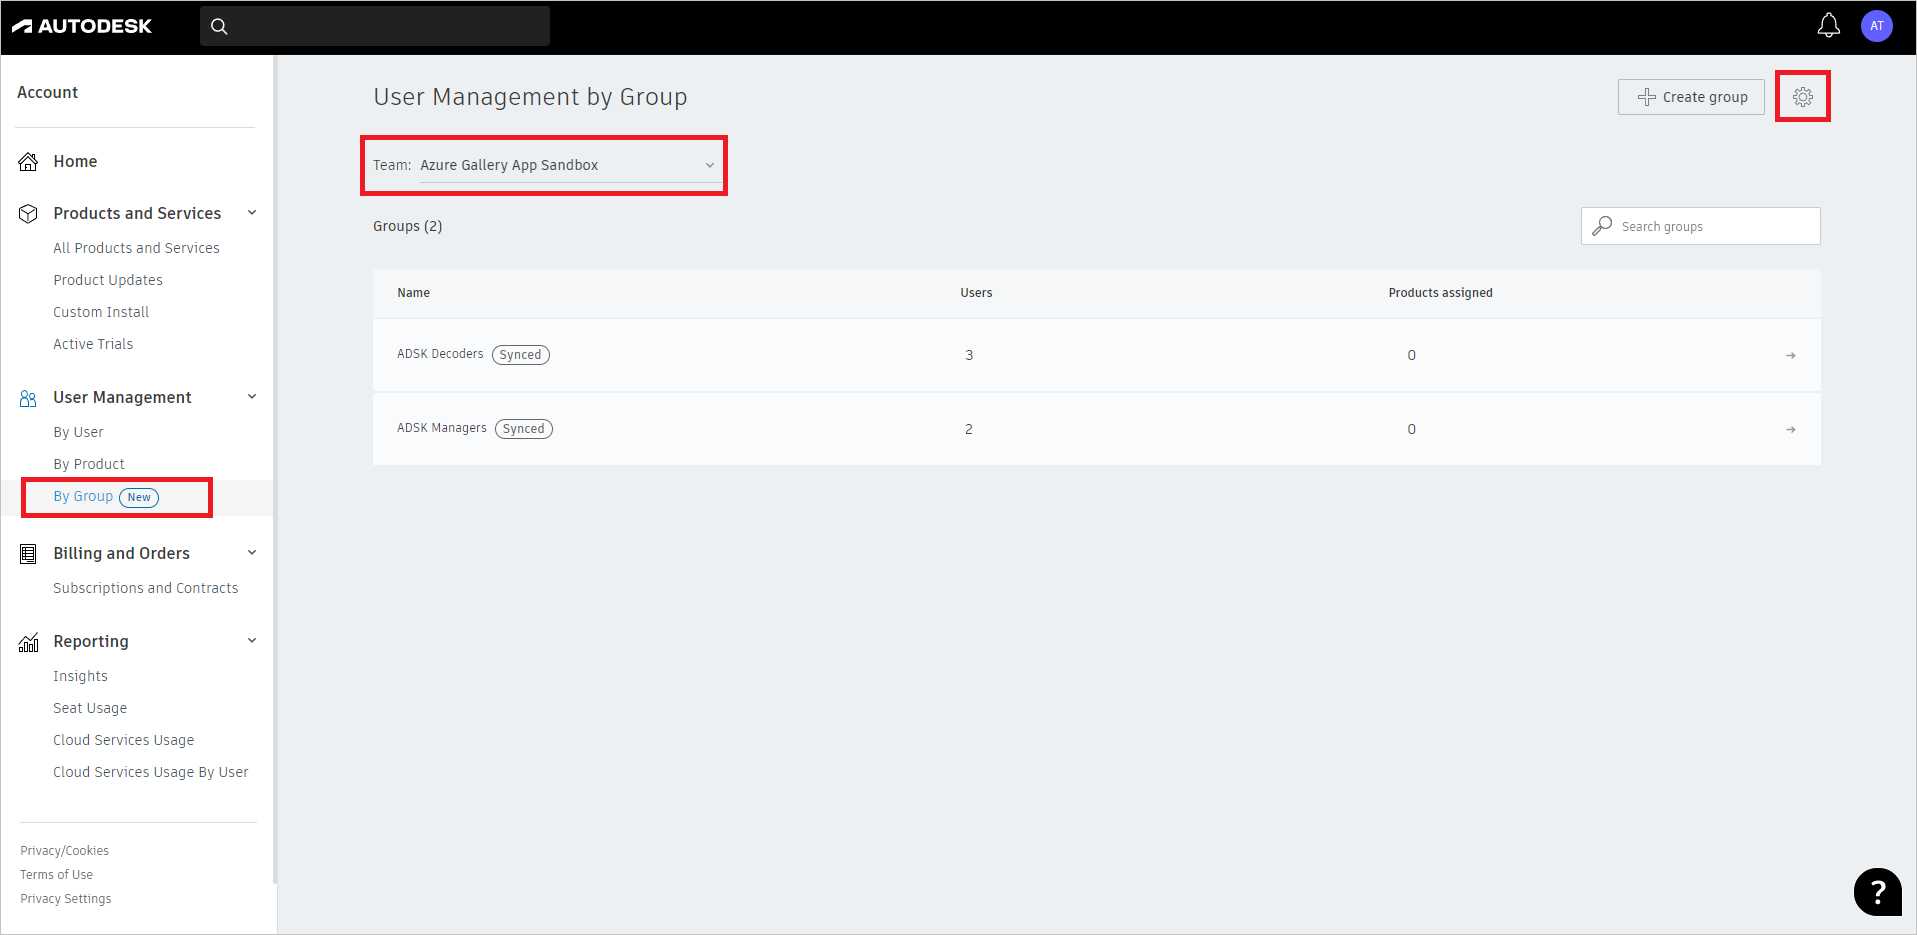 AUTODESK
AT
Account
Home
Products and Services
All Products and Services
Product Updates
Custom Install
Active Trials
User Management
By User
By Product
By Group New
Billing and Orders
Subscriptions and Contracts
Reporting
Insights
Seat Usage
Cloud Services Usage
Cloud Services Usage By User
Privacy/Cookies
Terms of Use
Privacy Settings
User Management by Group
Create group
Team: Azure Gallery App Sandbox
Groups (2)
Search groups
Name Users Products assigned
ADSK Decoders Synced 3 0
ADSK Managers Synced 2 0
?